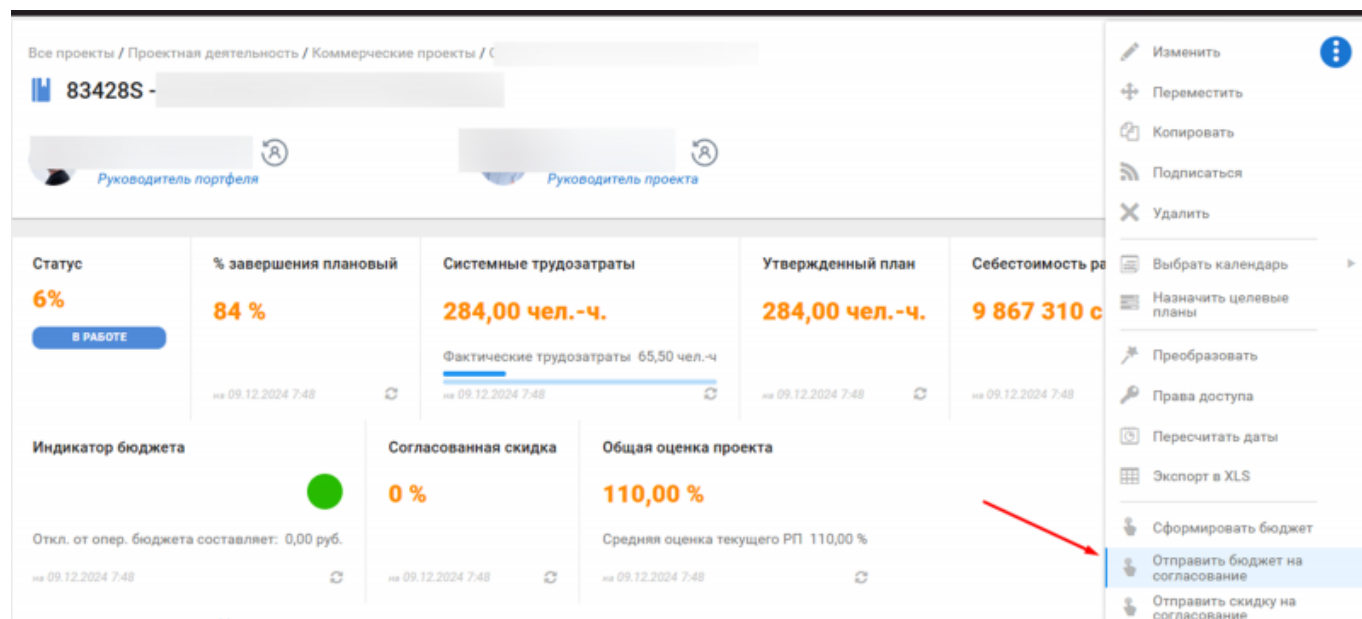 Все проекты / Проектная деятельность / Коммерческие проекты /
83428S -
Руководитель портфеля
Руководитель проекта
Статус
6%
В РАБОТЕ
% завершения плановый
84 %
на 09.12.2024 7:48
Системные трудозатраты
284,00 чел.-ч.
Фактические трудозатраты 65,50 чел.-ч
на 09.12.2024 7:48
Утвержденный план
284,00 чел.-ч.
на 09.12.2024 7:48
Себестоимость ра
9 867 310 с
на 09.12.2024 7:48
Индикатор бюджета
Откл. от опер. бюджета составляет: 0,00 руб.
на 09.12.2024 7:48
Согласованная скидка
0 %
на 09.12.2024 7:48
Общая оценка проекта
110,00 %
Средняя оценка текущего РП 110,00 %
на 09.12.2024 7:48
Изменить
Переместить
Копировать
Подписаться
Удалить
Выбрать календарь
Назначить целевые
планы
Преобразовать
Права доступа
Пересчитать даты
Экспорт в XLS
Сформировать бюджет
Отправить бюджет на
согласование
Отправить скидку на
согласование